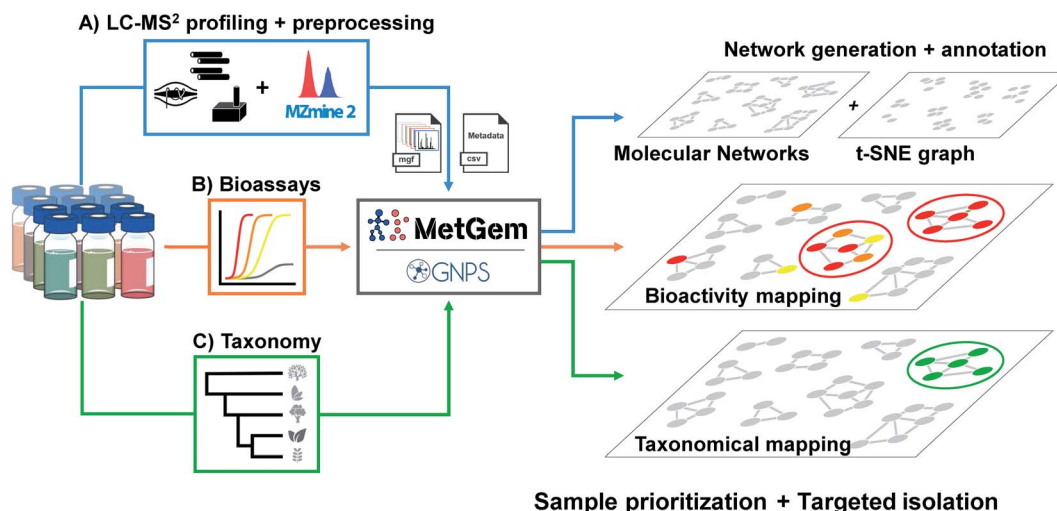 A) LC-MS² profiling + preprocessing
+
MZmine 2
mgf
Metadata
csv
Network generation + annotation
+
Molecular Networks
t-SNE graph
B) Bioassays
MetGem
GNPS
Bioactivity mapping
C) Taxonomy
Taxonomical mapping
Sample prioritization + Targeted isolation